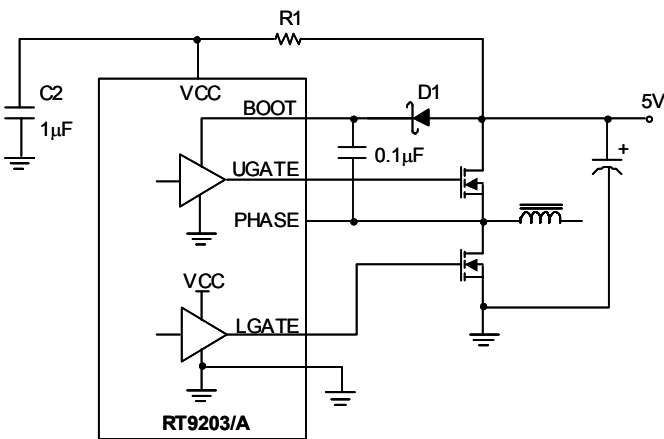 R1
C2
1μF
VCC
BOOT
D1
5V
+
0.1μF
UGATE
PHASE
VCC
LGATE
RT9203/A